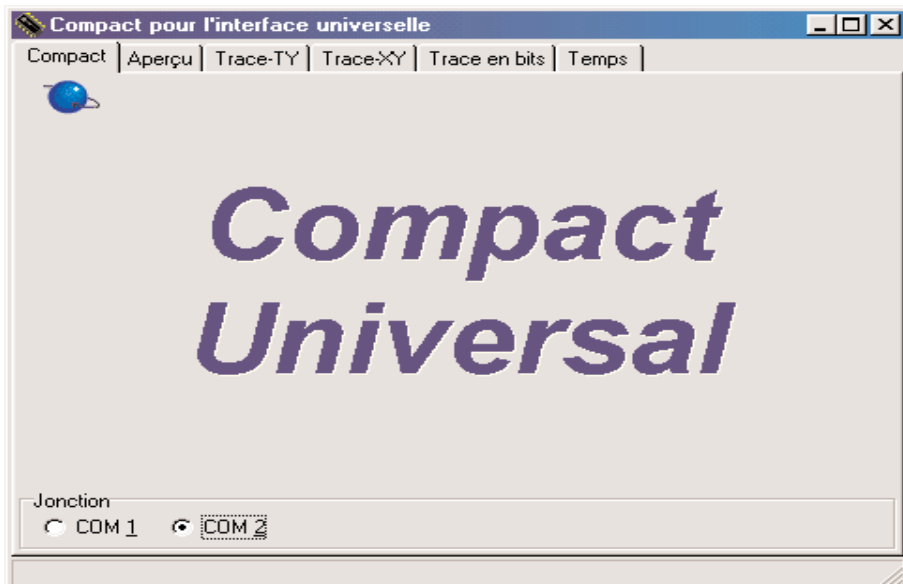 Compact pour l'interface universelle
Compact Aperçu Trace-TY Trace-XY Trace en bits Temps
Compact
Universal
Jonction
COM 1 COM 2